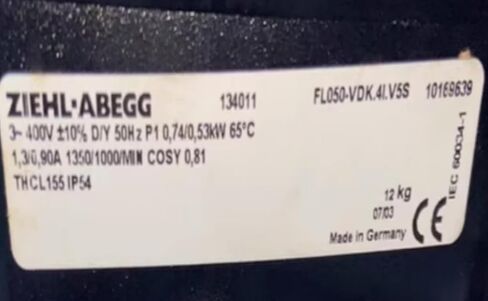 ZIEHL-ABEGG 134011 FL050-VDK.4I.V5S 10169639
3~ 400V ±10% D/Y 50Hz P1 0,74/0,53kW 65°C
1,3/0,90A 1350/1000/MIN COSY 0,81
THCL155 IP54
12 kg
07/03
Made in Germany CE
IEC 60034-1